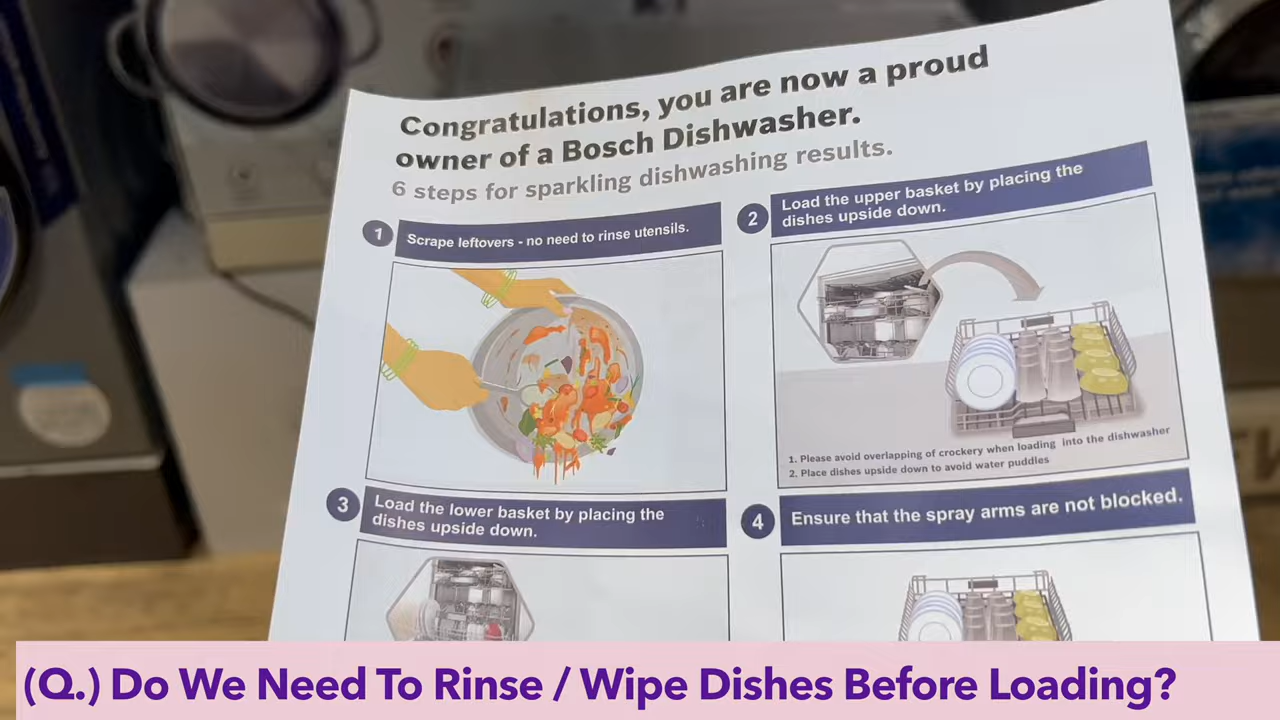 Congratulations, you are now a proud
owner of a Bosch Dishwasher.
6 steps for sparkling dishwashing results.
1
Scrape leftovers - no need to rinse utensils.
2
Load the upper basket by placing the
dishes upside down.
1. Please avoid overlapping of crockery when loading into the dishwasher
2. Place dishes upside down to avoid water puddles
3
Load the lower basket by placing the
dishes upside down.
4
Ensure that the spray arms are not blocked.
(Q.) Do We Need To Rinse / Wipe Dishes Before Loading?